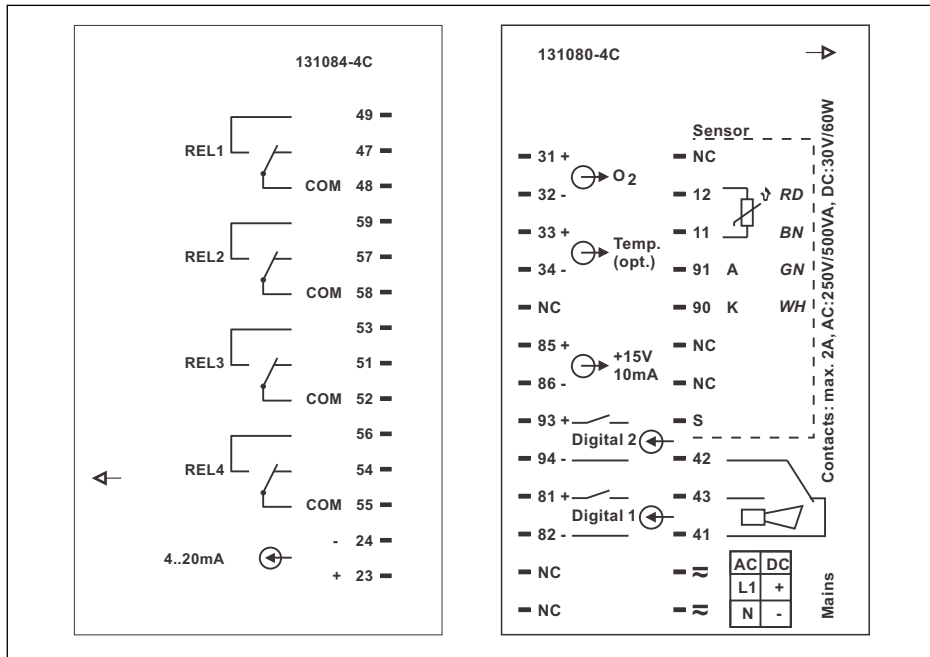 131084-4C
49
REL1
47
COM 48
59
REL2
57
COM 58
53
REL3
51
COM 52
56
REL4
54
COM 55
- 24
4..20mA
+ 23
131080-4C
Sensor
31 +
O2
NC
32 -
12
ϑ RD
33 +
Temp.
(opt.)
11
BN
34 -
91 A GN
NC
90 K WH
85 +
+15V
10mA
NC
86 -
NC
93 +
S
Digital 2
94 -
42
81 +
43
Digital 1
82 -
41
NC
≂
AC DC
L1 +
NC
≂
N -
Mains
Contacts: max. 2A, AC:250V/500VA, DC:30V/60W